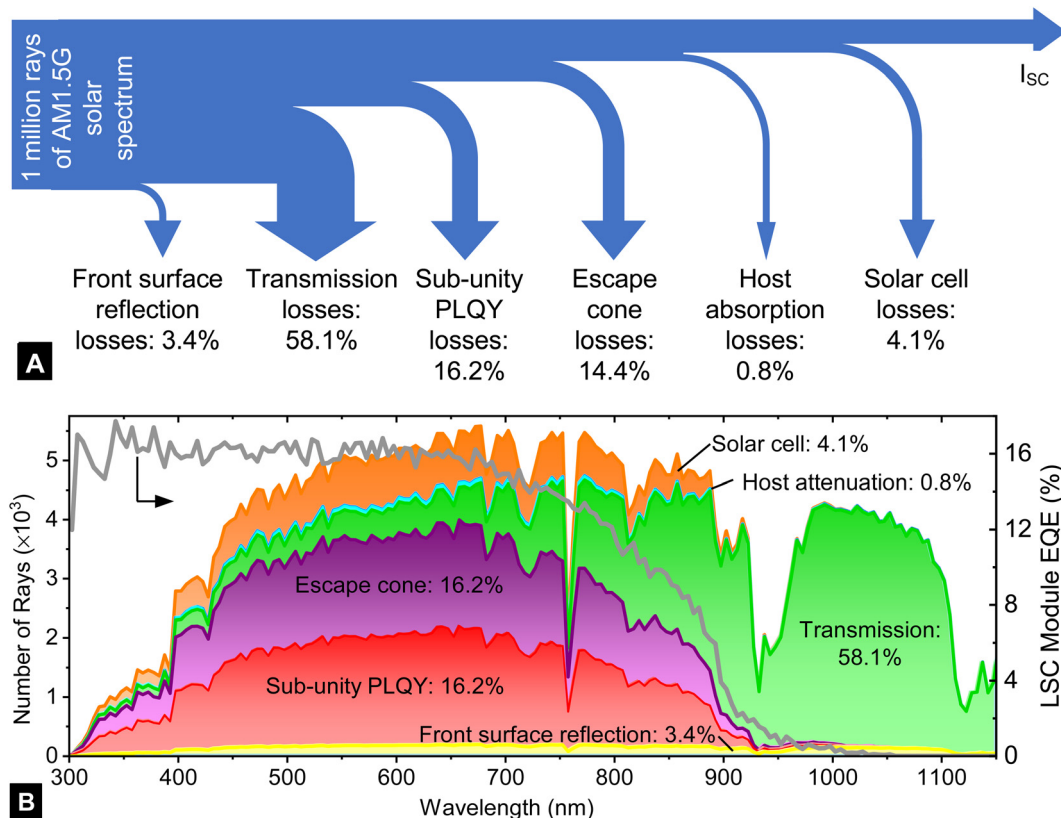 1 million rays
of AM1.5G
solar
spectrum
I_SC
Front surface
reflection
losses: 3.4%
Transmission
losses:
58.1%
Sub-unity
PLQY
losses:
16.2%
Escape
cone
losses:
14.4%
Host
absorption
losses:
0.8%
Solar cell
losses:
4.1%
A
Number of Rays (×10³)
5
4
3
2
1
0
Solar cell: 4.1%
Host attenuation: 0.8%
Escape cone: 16.2%
Transmission:
58.1%
Sub-unity PLQY: 16.2%
Front surface reflection: 3.4%
16
12
8
4
0
LSC Module EQE (%)
300 400 500 600 700 800 900 1000 1100
Wavelength (nm)
B